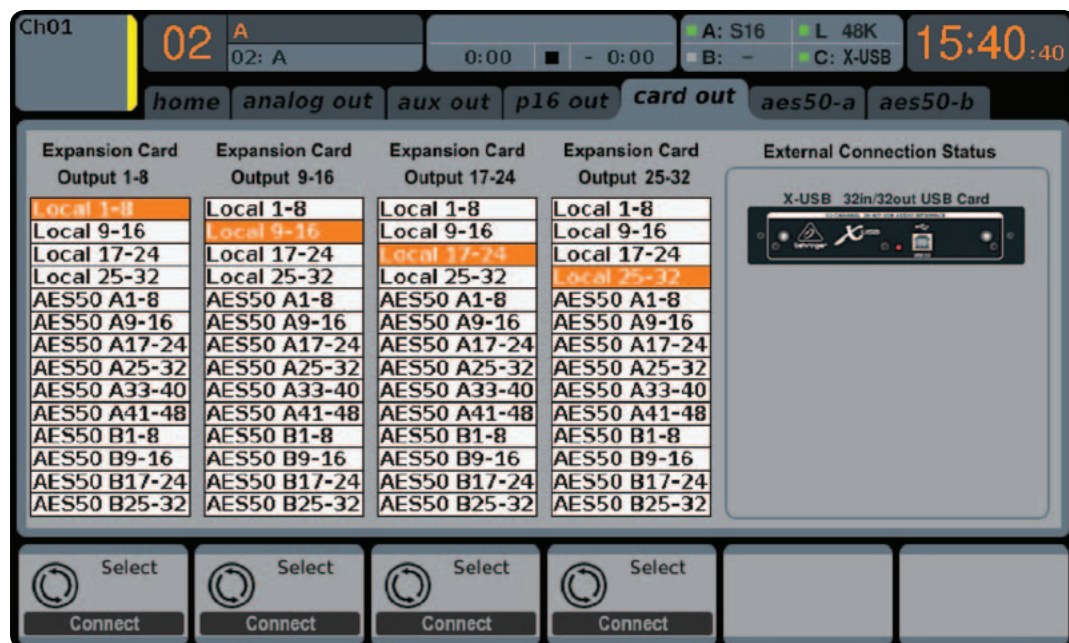 Ch01
02 A
02: A
0:00 - 0:00
A: S16 L 48K
B: - C: X-USB
15:40:40
home analog out aux out p16 out card out aes50-a aes50-b
Expansion Card Output 1-8
Local 1-8
Local 9-16
Local 17-24
Local 25-32
AES50 A1-8
AES50 A9-16
AES50 A17-24
AES50 A25-32
AES50 A33-40
AES50 A41-48
AES50 B1-8
AES50 B9-16
AES50 B17-24
AES50 B25-32
Expansion Card Output 9-16
Local 1-8
Local 9-16
Local 17-24
Local 25-32
AES50 A1-8
AES50 A9-16
AES50 A17-24
AES50 A25-32
AES50 A33-40
AES50 A41-48
AES50 B1-8
AES50 B9-16
AES50 B17-24
AES50 B25-32
Expansion Card Output 17-24
Local 1-8
Local 9-16
Local 17-24
Local 25-32
AES50 A1-8
AES50 A9-16
AES50 A17-24
AES50 A25-32
AES50 A33-40
AES50 A41-48
AES50 B1-8
AES50 B9-16
AES50 B17-24
AES50 B25-32
Expansion Card Output 25-32
Local 1-8
Local 9-16
Local 17-24
Local 25-32
AES50 A1-8
AES50 A9-16
AES50 A17-24
AES50 A25-32
AES50 A33-40
AES50 A41-48
AES50 B1-8
AES50 B9-16
AES50 B17-24
AES50 B25-32
External Connection Status
X-USB 32in/32out USB Card
behringer
Select Select Select Select
Connect Connect Connect Connect